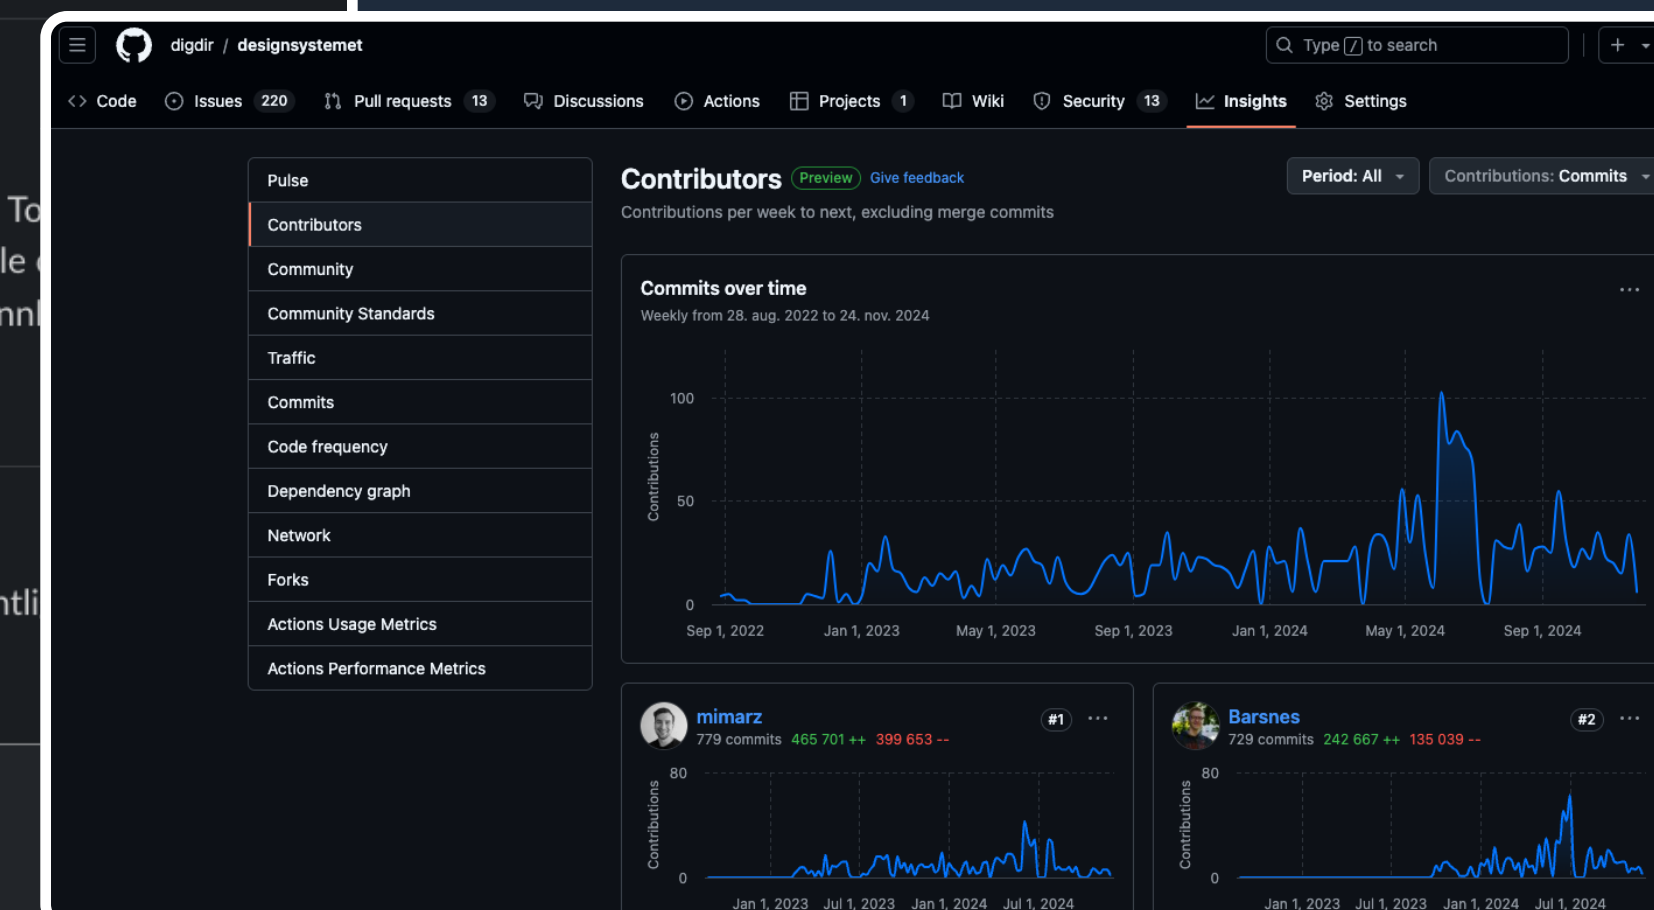 To
le
nnl
ntli
digdir / designsystemet
Type / to search
Code Issues 220 Pull requests 13 Discussions Actions Projects 1 Wiki Security 13 Insights Settings
Pulse
Contributors
Community
Community Standards
Traffic
Commits
Code frequency
Dependency graph
Network
Forks
Actions Usage Metrics
Actions Performance Metrics
Contributors Preview Give feedback
Period: All Contributions: Commits
Contributions per week to next, excluding merge commits
Commits over time
Weekly from 28. aug. 2022 to 24. nov. 2024
Contributions
100
50
0
Sep 1, 2022 Jan 1, 2023 May 1, 2023 Sep 1, 2023 Jan 1, 2024 May 1, 2024 Sep 1, 2024
mimarz #1
779 commits 465 701 ++ 399 653 --
Contributions
80
0
Jan 1, 2023 Jul 1, 2023 Jan 1, 2024 Jul 1, 2024
Barsnes #2
729 commits 242 667 ++ 135 039 --
Contributions
80
0
Jan 1, 2023 Jul 1, 2023 Jan 1, 2024 Jul 1, 2024